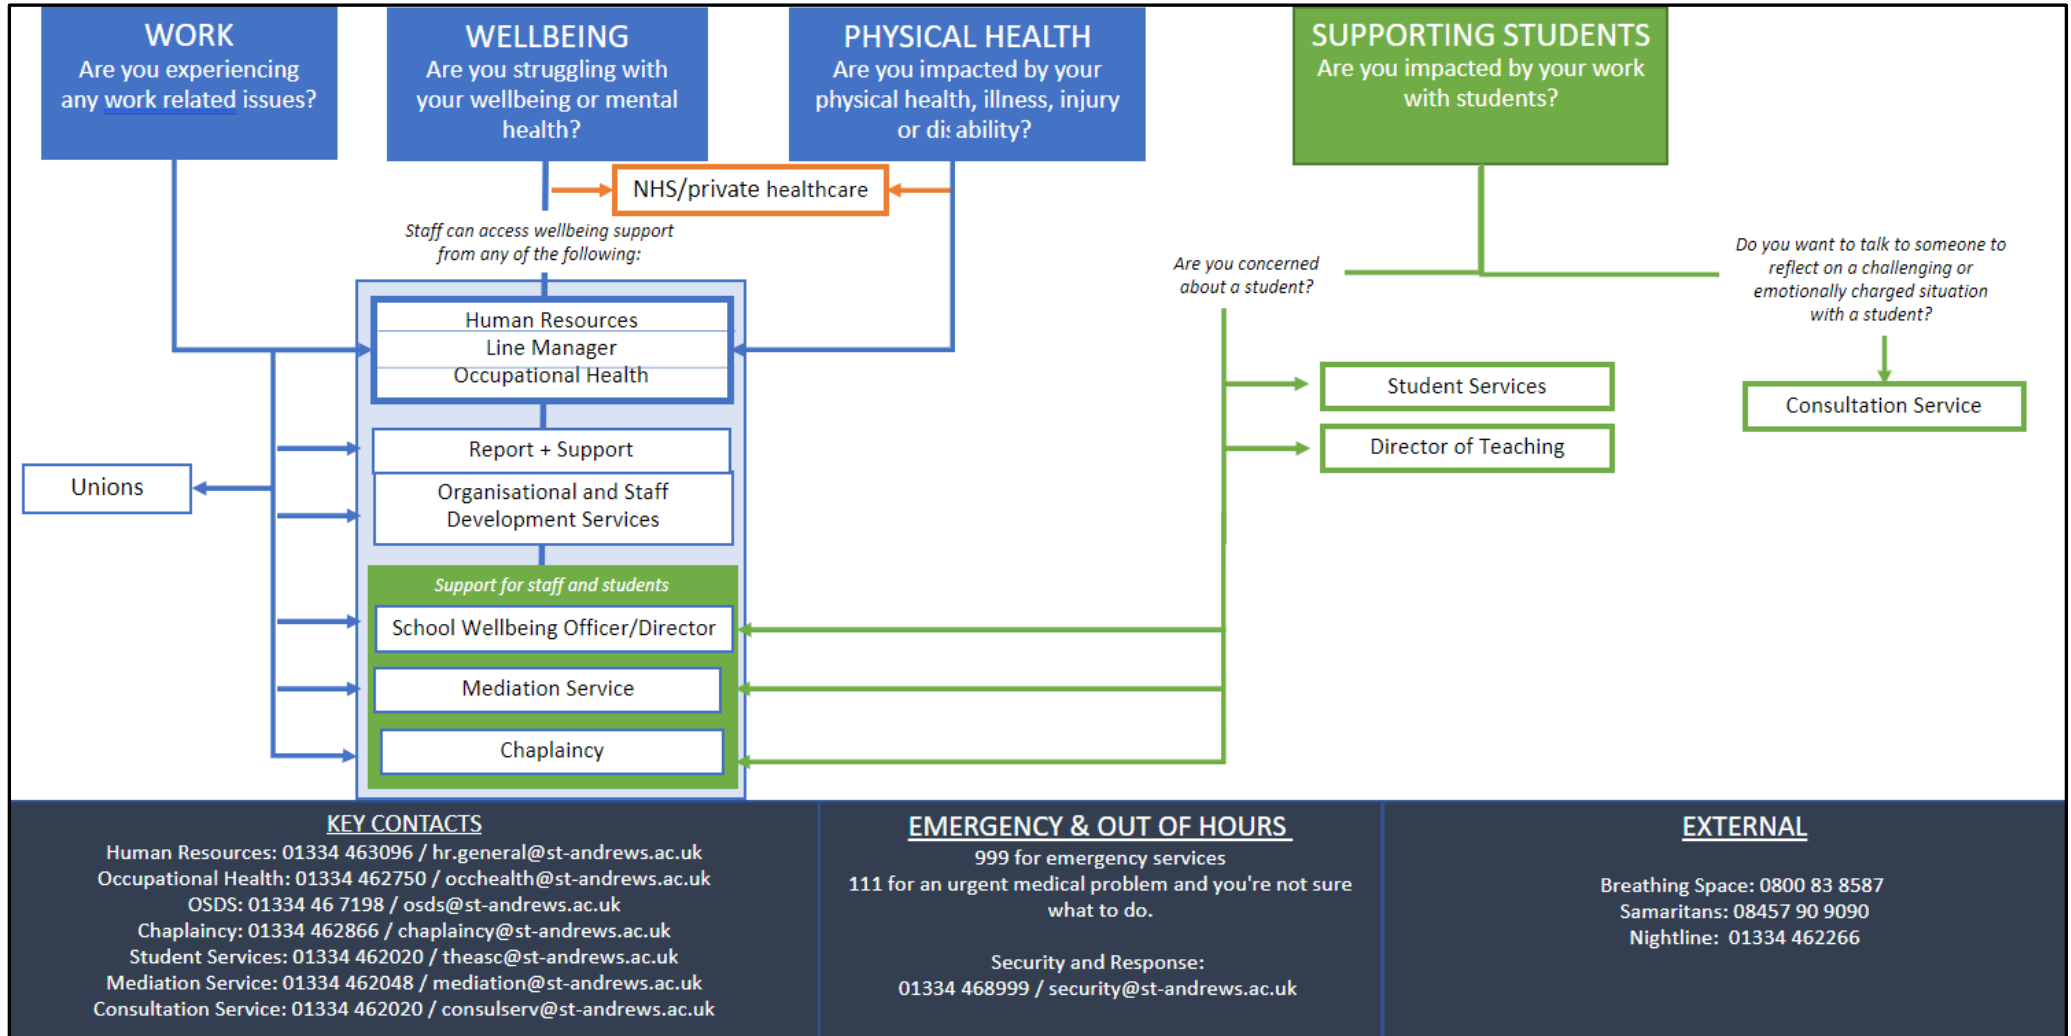 WORK
Are you experiencing
any work related issues?
WELLBEING
Are you struggling with
your wellbeing or mental
health?
PHYSICAL HEALTH
Are you impacted by your
physical health, illness, injury
or disability?
SUPPORTING STUDENTS
Are you impacted by your work
with students?
NHS/private healthcare
Staff can access wellbeing support
from any of the following:
Human Resources
Line Manager
Occupational Health
Report + Support
Organisational and Staff
Development Services
Unions
Support for staff and students
School Wellbeing Officer/Director
Mediation Service
Chaplaincy
Are you concerned
about a student?
Student Services
Director of Teaching
Do you want to talk to someone to
reflect on a challenging or
emotionally charged situation
with a student?
Consultation Service
KEY CONTACTS
Human Resources: 01334 463096 / hr.general@st-andrews.ac.uk
Occupational Health: 01334 462750 / occhealth@st-andrews.ac.uk
OSDS: 01334 46 7198 / osds@st-andrews.ac.uk
Chaplaincy: 01334 462866 / chaplaincy@st-andrews.ac.uk
Student Services: 01334 462020 / theasc@st-andrews.ac.uk
Mediation Service: 01334 462048 / mediation@st-andrews.ac.uk
Consultation Service: 01334 462020 / consulserv@st-andrews.ac.uk
EMERGENCY & OUT OF HOURS
999 for emergency services
111 for an urgent medical problem and you're not sure
what to do.
Security and Response:
01334 468999 / security@st-andrews.ac.uk
EXTERNAL
Breathing Space: 0800 83 8587
Samaritans: 08457 90 9090
Nightline: 01334 462266